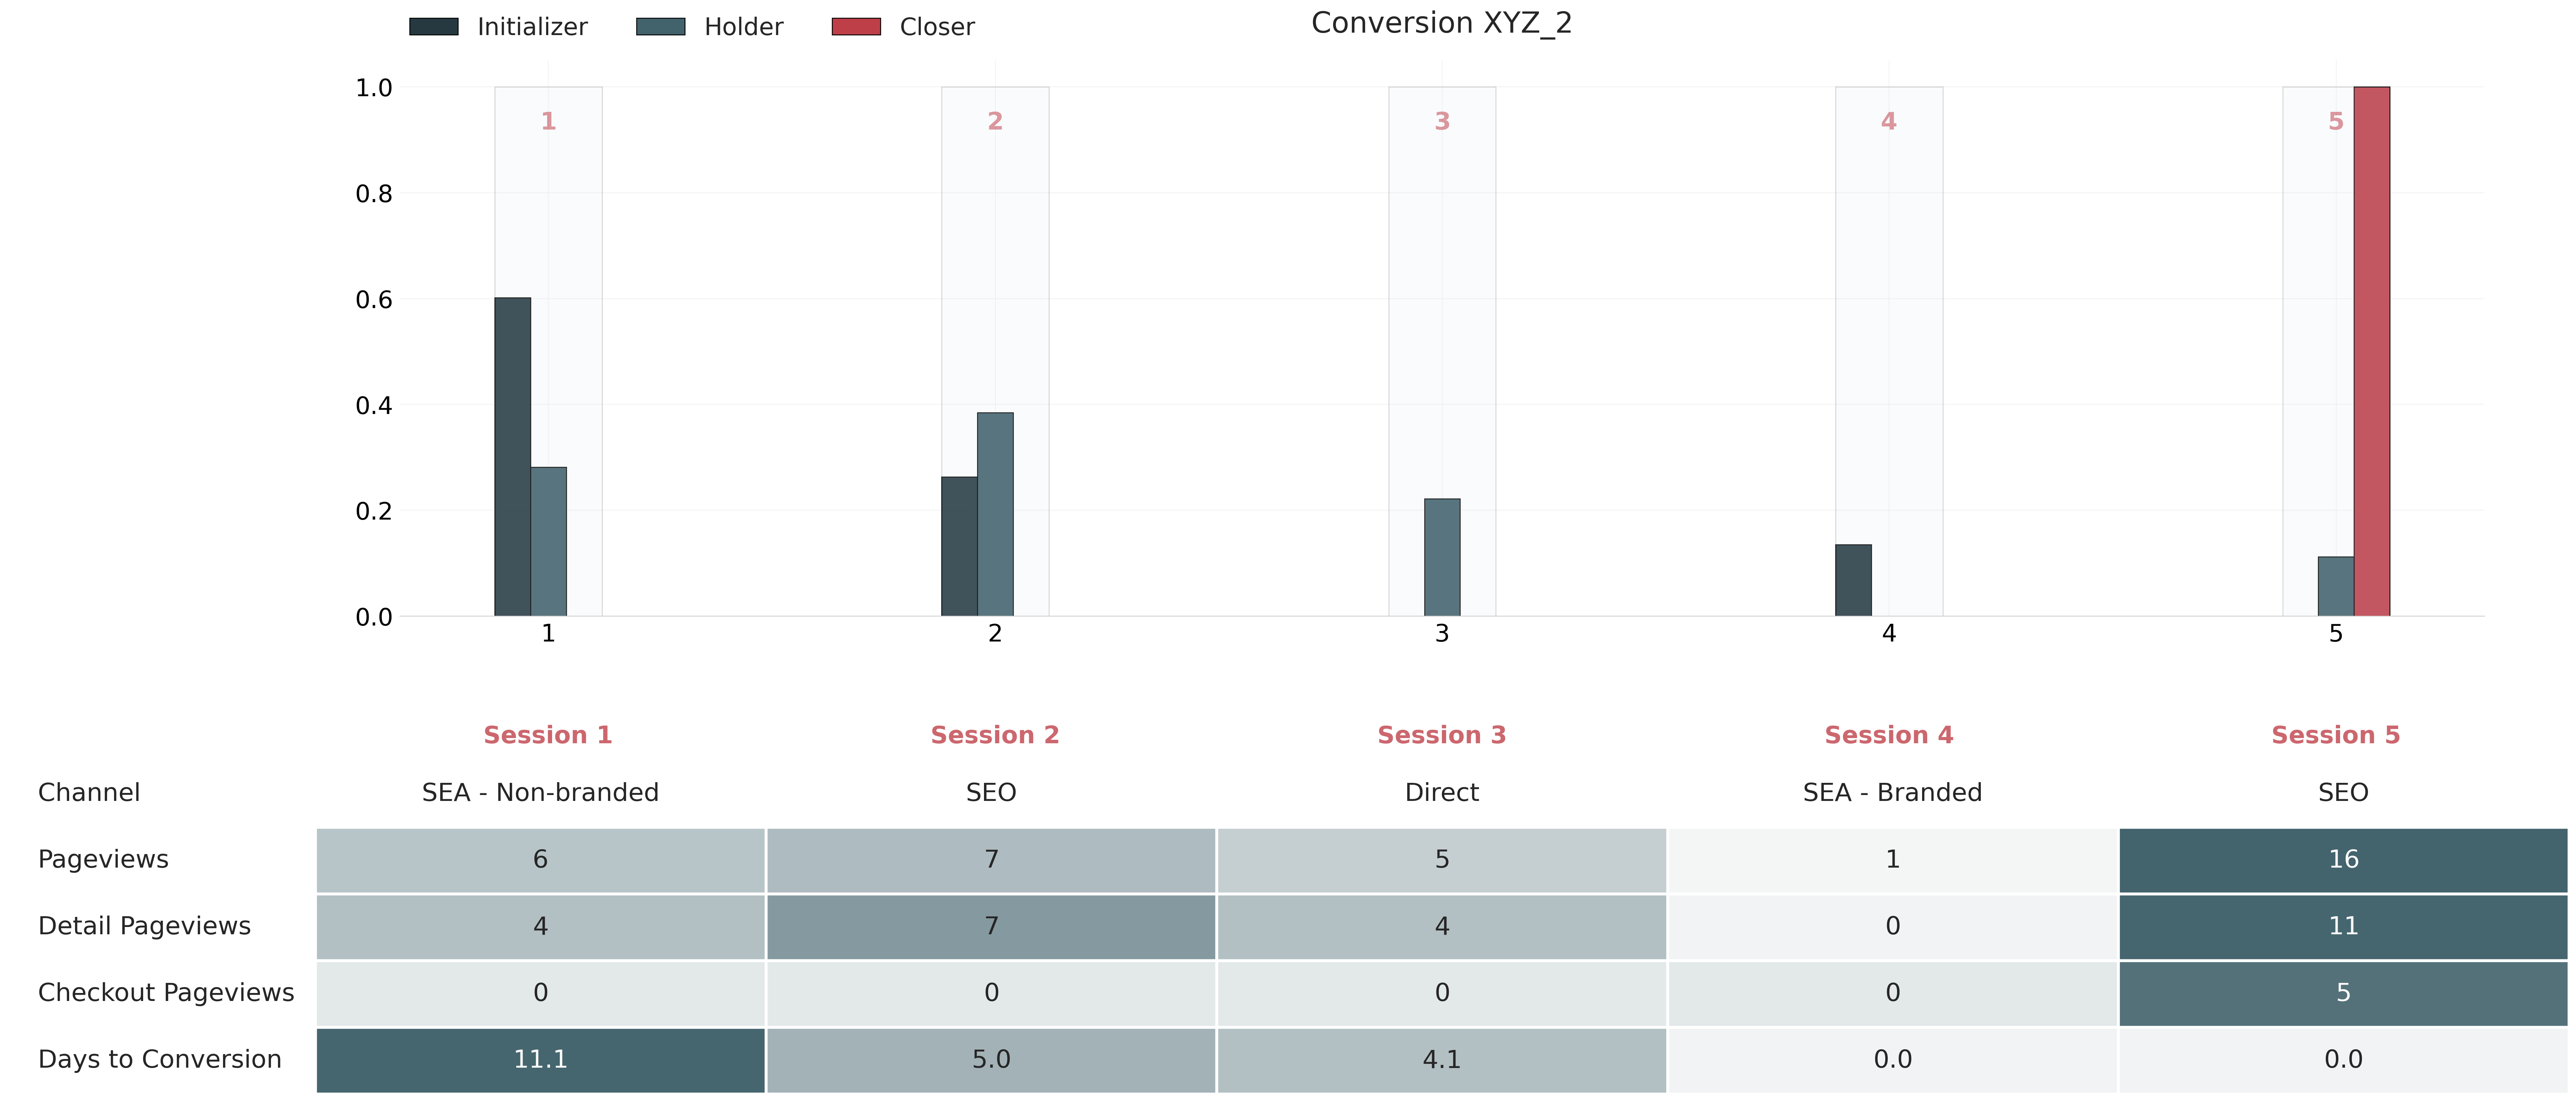 Initializer Holder Closer
Conversion XYZ_2
1.0
0.8
0.6
0.4
0.2
0.0
1 2 3 4 5
1 2 3 4 5
Session 1 Session 2 Session 3 Session 4 Session 5
Channel SEA - Non-branded SEO Direct SEA - Branded SEO
Pageviews 6 7 5 1 16
Detail Pageviews 4 7 4 0 11
Checkout Pageviews 0 0 0 0 5
Days to Conversion 11.1 5.0 4.1 0.0 0.0